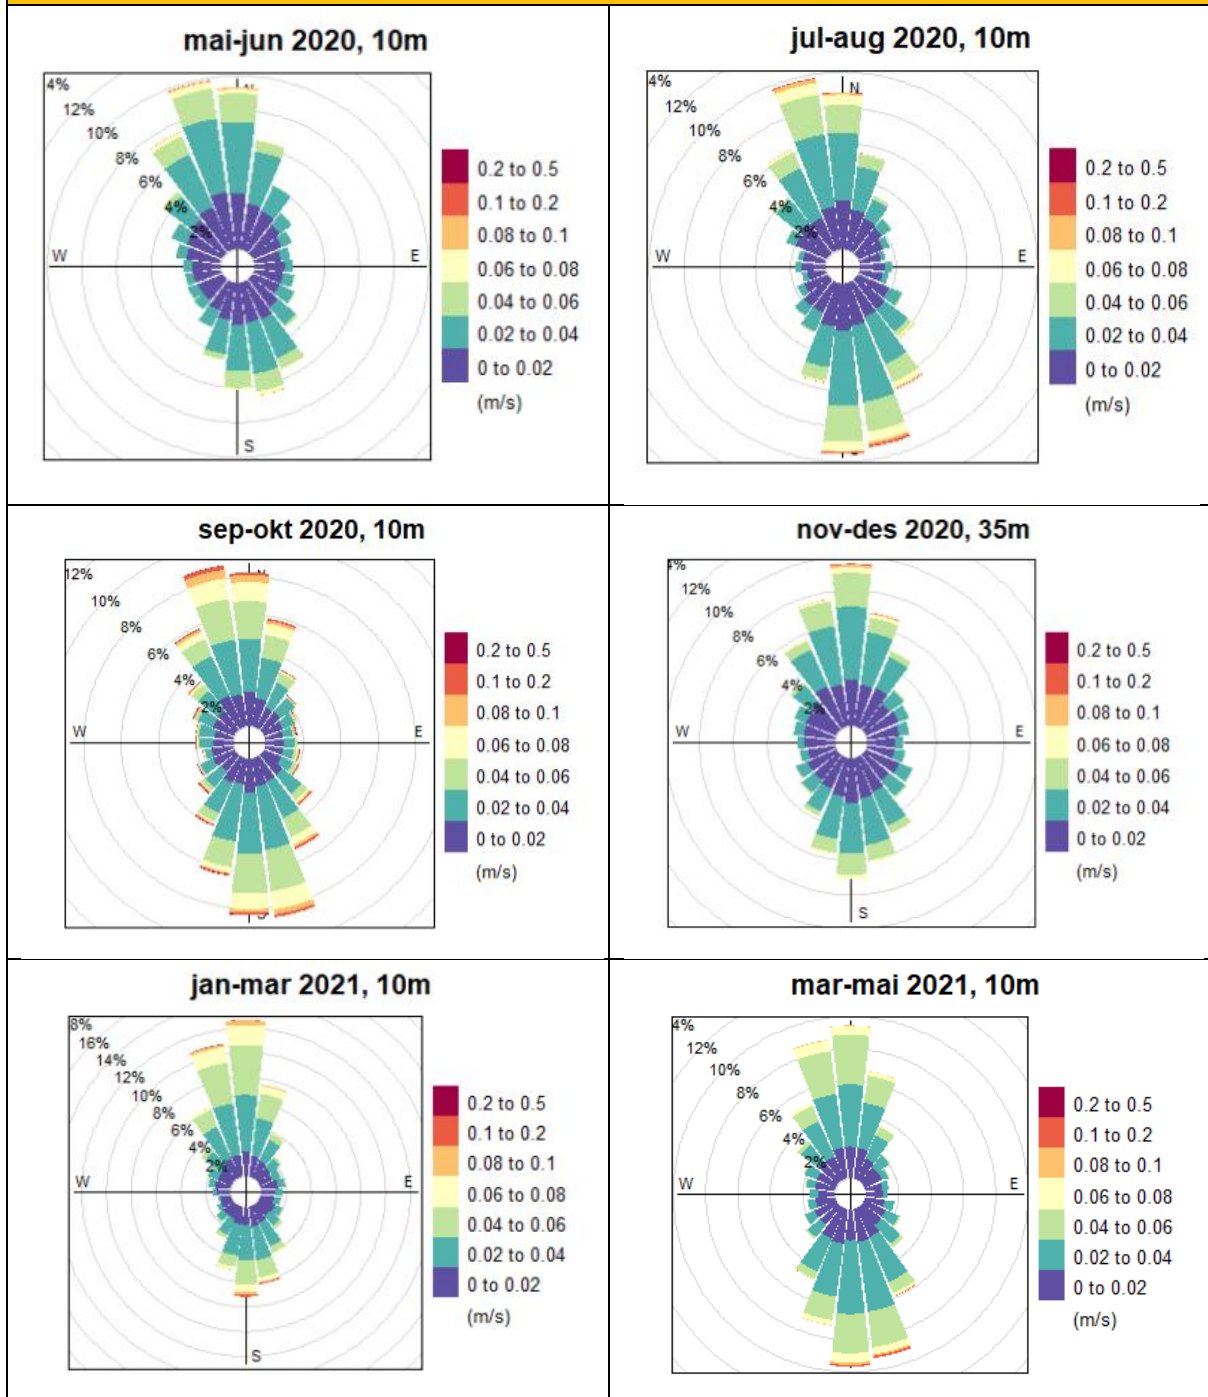 mai-jun 2020, 10m
4%
12%
10%
8%
6%
4%
2%
W
E
S
0.2 to 0.5
0.1 to 0.2
0.08 to 0.1
0.06 to 0.08
0.04 to 0.06
0.02 to 0.04
0 to 0.02
(m/s)
jul-aug 2020, 10m
4%
12%
10%
8%
6%
4%
2%
N
W
E
0.2 to 0.5
0.1 to 0.2
0.08 to 0.1
0.06 to 0.08
0.04 to 0.06
0.02 to 0.04
0 to 0.02
(m/s)
sep-okt 2020, 10m
12%
10%
8%
6%
4%
2%
W
E
0.2 to 0.5
0.1 to 0.2
0.08 to 0.1
0.06 to 0.08
0.04 to 0.06
0.02 to 0.04
0 to 0.02
(m/s)
nov-des 2020, 35m
4%
12%
10%
8%
6%
4%
2%
W
E
S
0.2 to 0.5
0.1 to 0.2
0.08 to 0.1
0.06 to 0.08
0.04 to 0.06
0.02 to 0.04
0 to 0.02
(m/s)
jan-mar 2021, 10m
8%
16%
14%
12%
10%
8%
6%
4%
2%
W
E
S
0.2 to 0.5
0.1 to 0.2
0.08 to 0.1
0.06 to 0.08
0.04 to 0.06
0.02 to 0.04
0 to 0.02
(m/s)
mar-mai 2021, 10m
4%
12%
10%
8%
6%
4%
2%
W
E
0.2 to 0.5
0.1 to 0.2
0.08 to 0.1
0.06 to 0.08
0.04 to 0.06
0.02 to 0.04
0 to 0.02
(m/s)